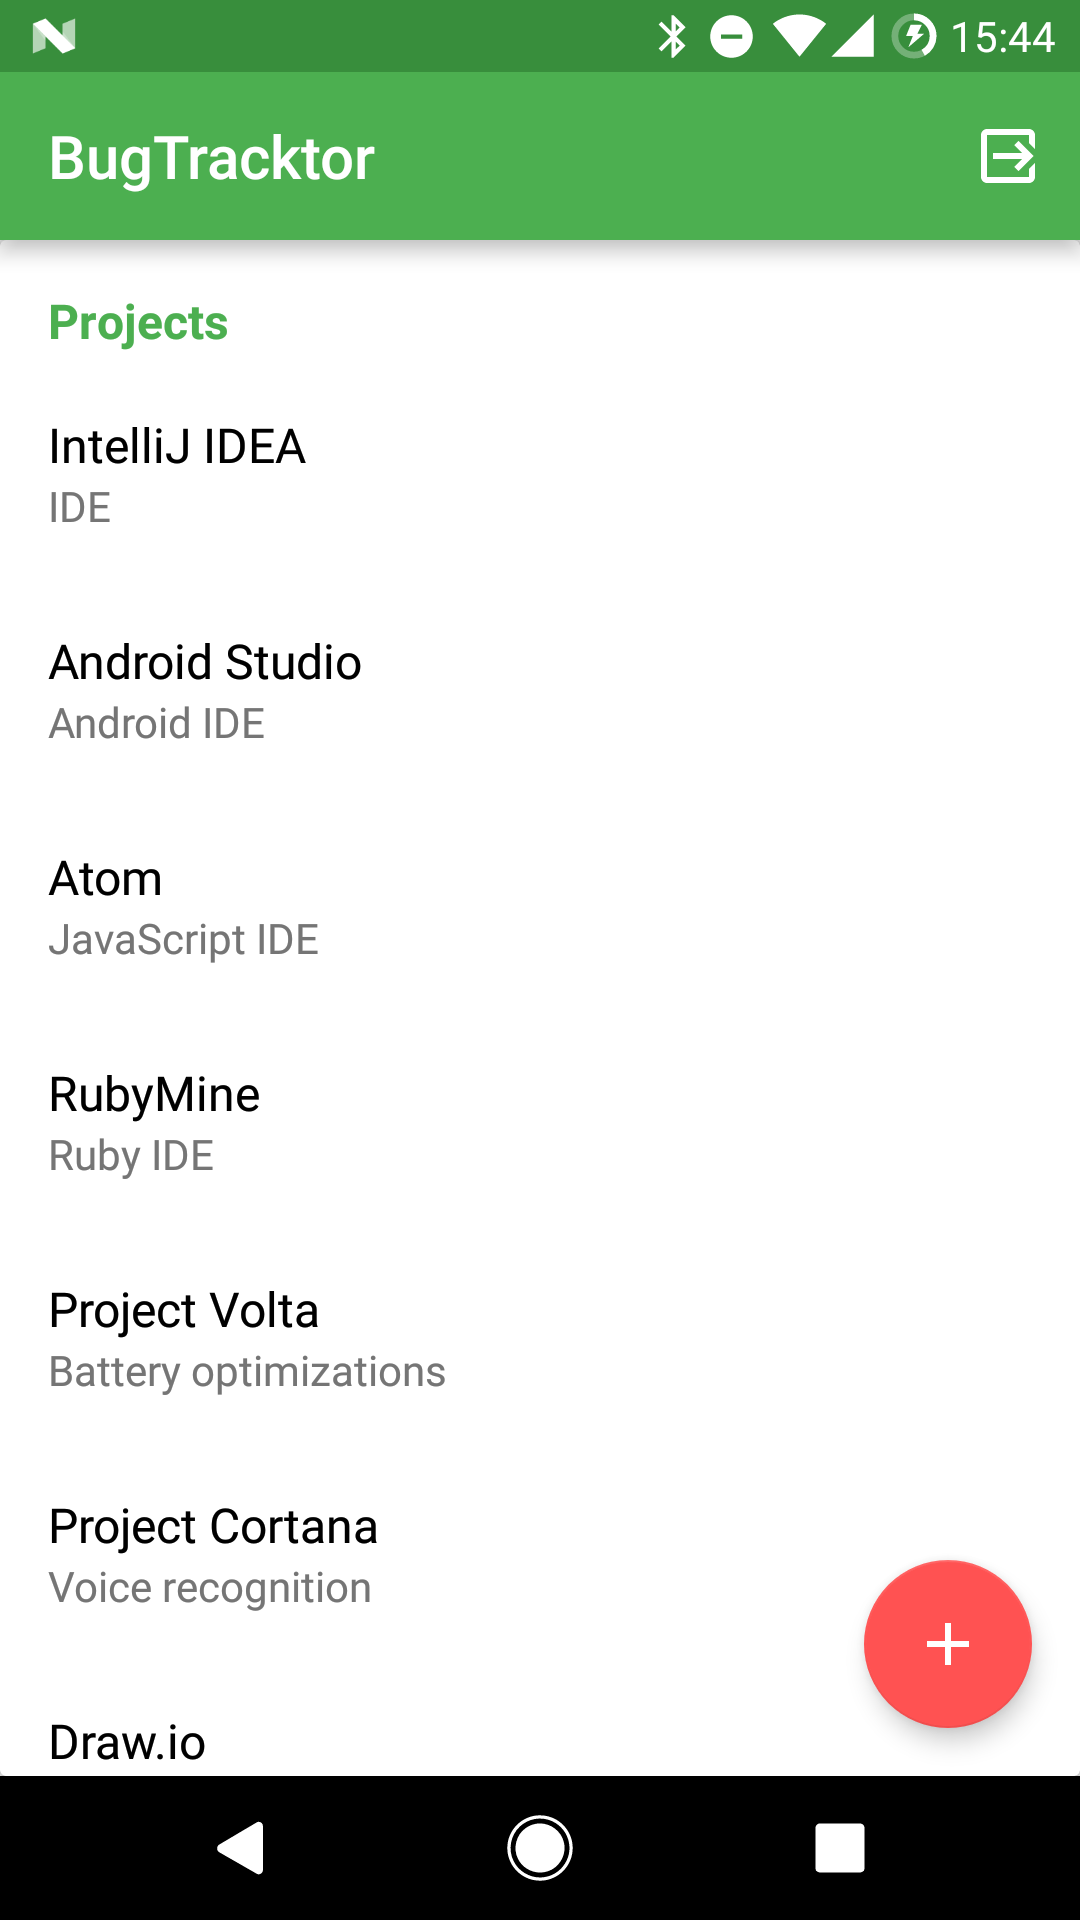 15:44
BugTracktor
Projects
IntelliJ IDEA
IDE
Android Studio
Android IDE
Atom
JavaScript IDE
RubyMine
Ruby IDE
Project Volta
Battery optimizations
Project Cortana
Voice recognition
Draw.io